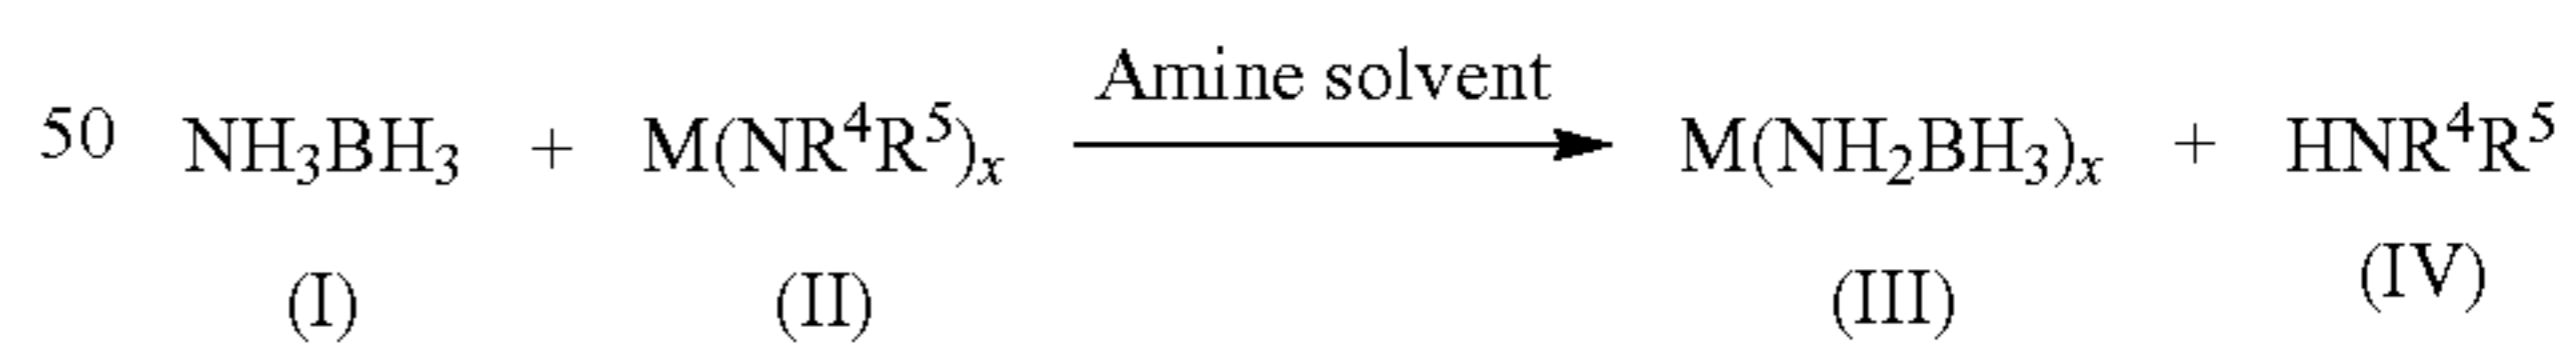 Amine solvent
50 NH₃BH₃ + M(NR⁴R⁵)ₓ M(NH₂BH₃)ₓ + HNR⁴R⁵
(I) (II) (III) (IV)